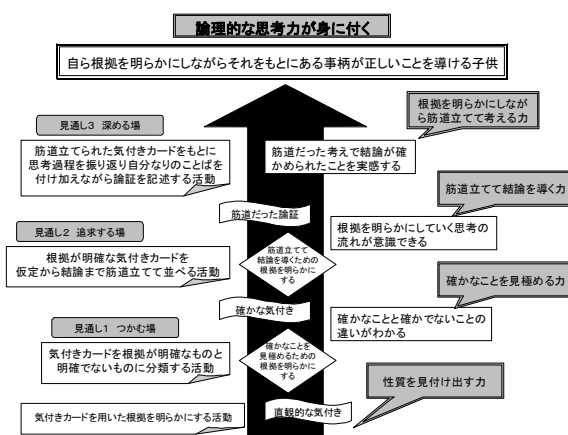 論理的な思考力が身に付く
自ら根拠を明らかにしながらそれをもとにある事柄が正しいことを導ける子供
根拠を明らかにしなが
ら筋道立てて考える力
見通し3 深める場
筋道立てられた気付きカードをもとに
思考過程を振り返り自分なりのことばを
付け加えながら論証を記述する活動
筋道だった考えで結論が確
かめられたことを実感する
筋道立てて結論を導く力
筋道だった論証
見通し2 追求する場
根拠を明らかにしていく思考の
流れが意識できる
根拠が明確な気付きカードを
仮定から結論まで筋道立てて並べる活動
筋道立てて
結論を導くための
根拠を明らかに
する
確かなことを見極める力
確かな気付き
見通し1 つかむ場
確かなことと確かでないことの
違いがわかる
気付きカードを根拠が明確なものと
明確でないものに分類する活動
確かなことを
見極めるための
根拠を明らかに
する
性質を見付け出す力
気付きカードを用いた根拠を明らかにする活動
直観的な気付き